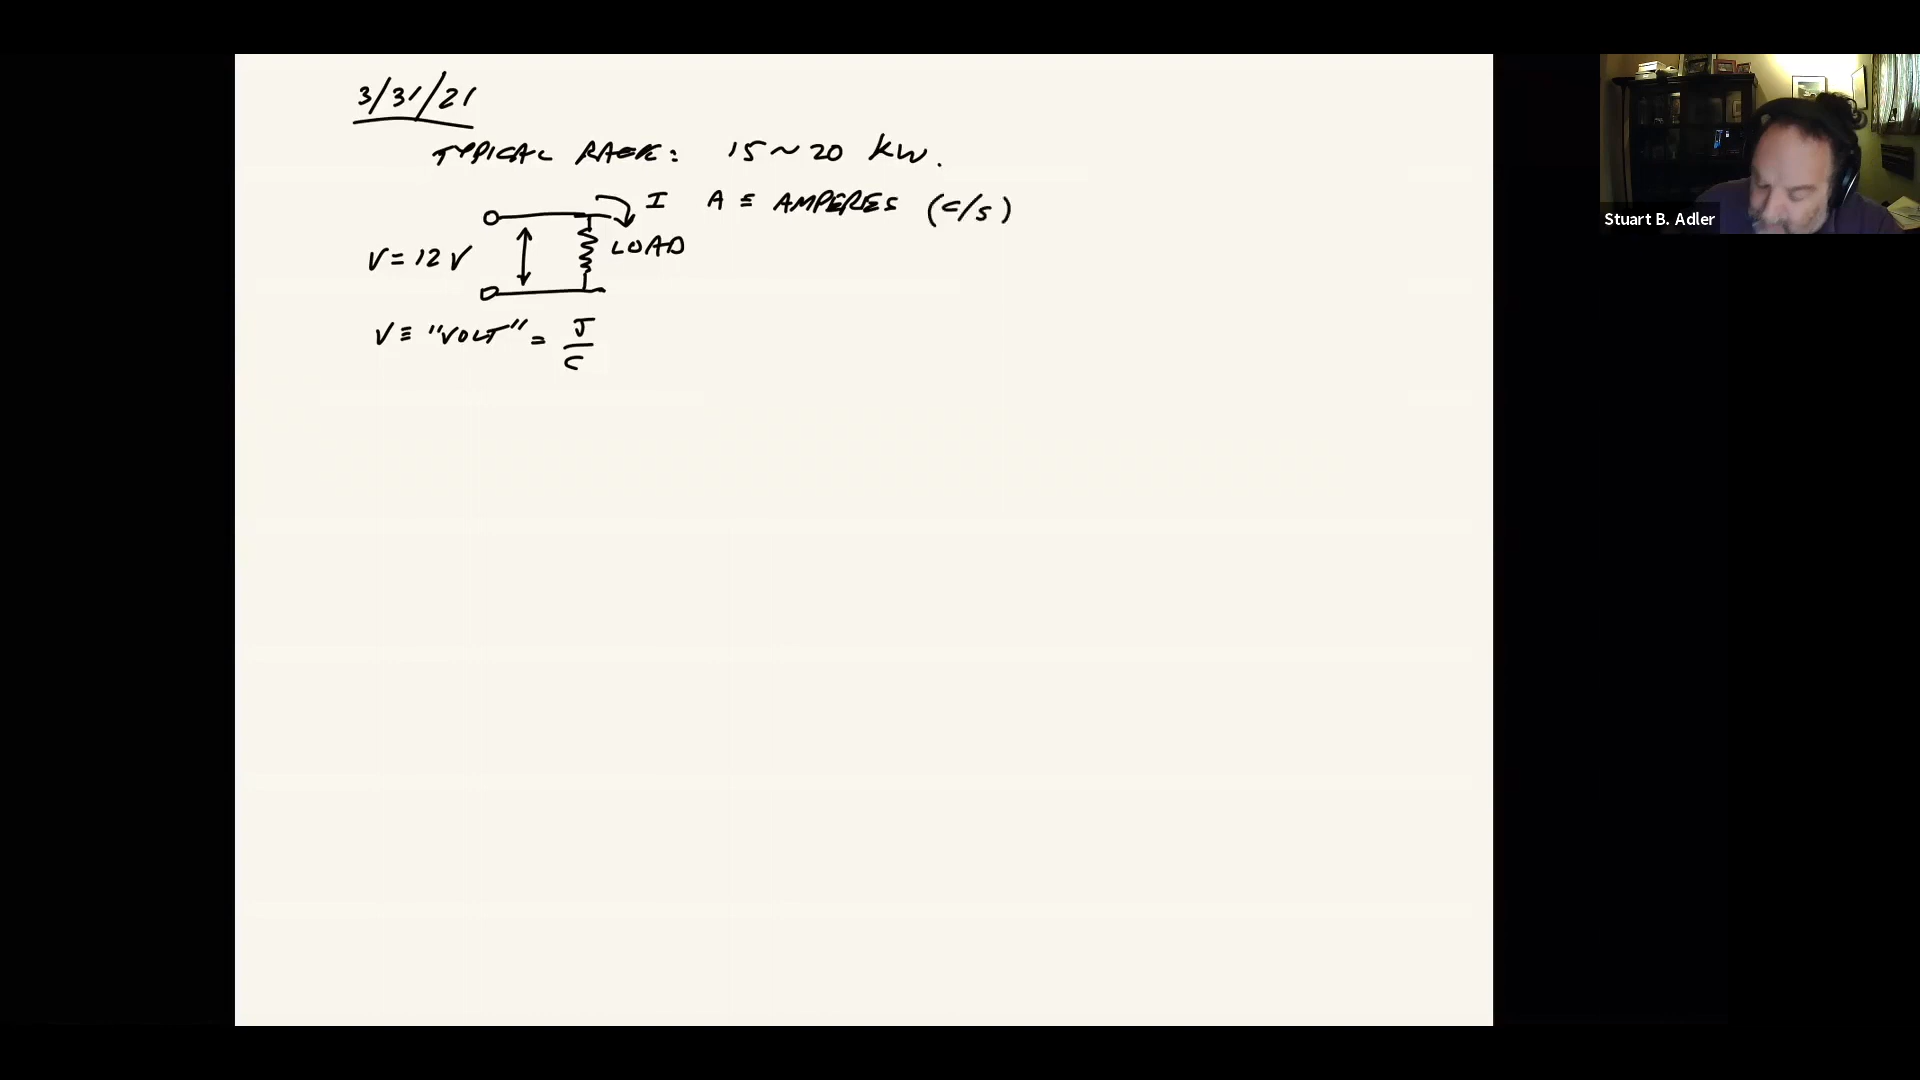 3/31/21
TYPICAL RACK: 15 ~ 20 KW.
I A ≡ AMPERES (C/S)
LOAD
V = 12 V
V ≡ "VOLT" = J/C
Stuart B. Adler